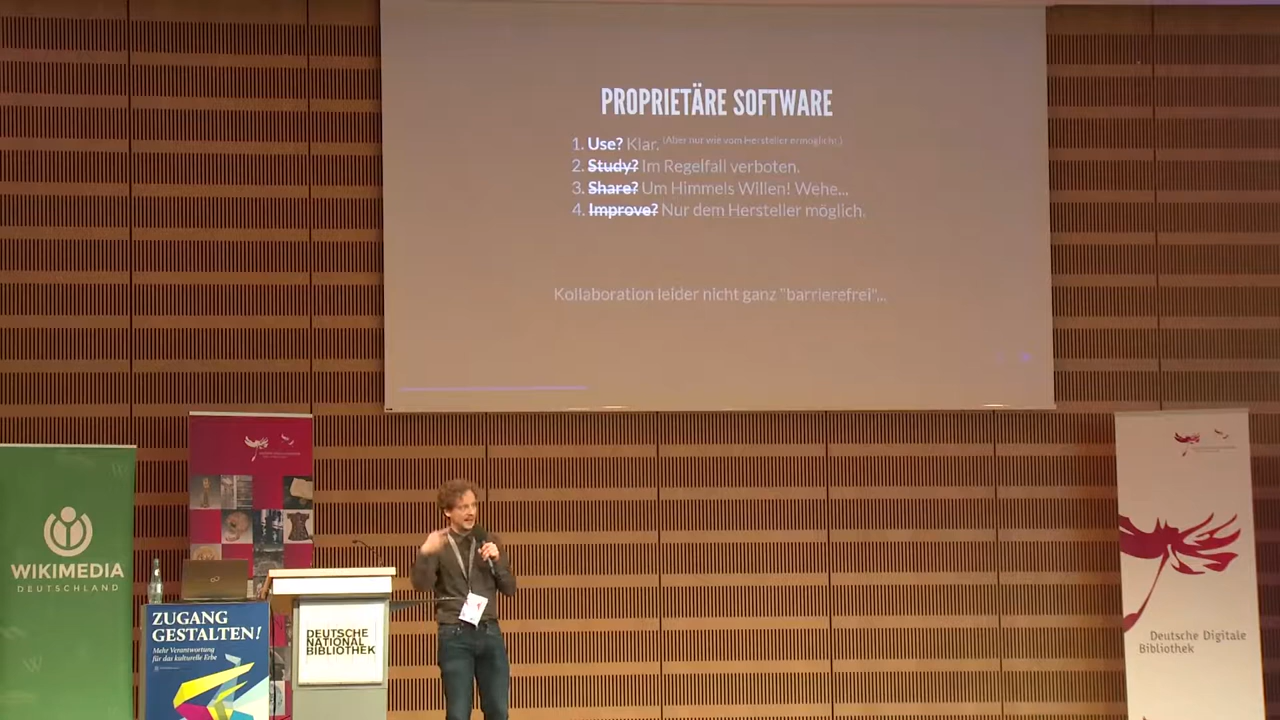 PROPRIETÄRE SOFTWARE
1. Use? Klar. (Aber nur wie vom Hersteller ermöglicht.)
2. Study? Im Regelfall verboten.
3. Share? Um Himmels Willen! Wehe...
4. Improve? Nur dem Hersteller möglich.
Kollaboration leider nicht ganz "barrierefrei"...
WIKIMEDIA
DEUTSCHLAND
ZUGANG
GESTALTEN!
Mehr Verantwortung
für das kulturelle Erbe
DEUTSCHE
NATIONAL
BIBLIOTHEK
Deutsche Digitale
Bibliothek